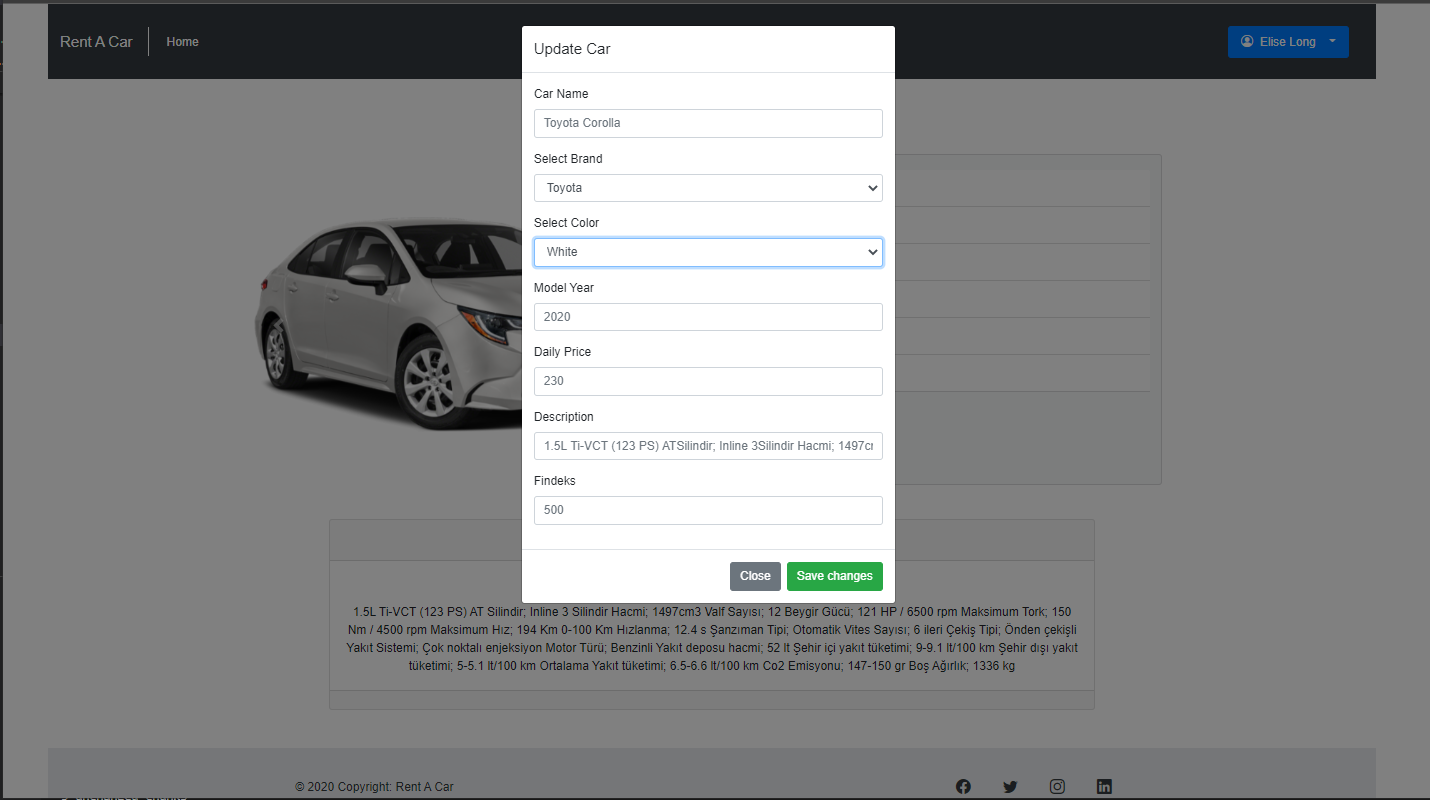 Rent A Car
Home
Elise Long
Update Car
Car Name
Toyota Corolla
Select Brand
Toyota
Select Color
White
Model Year
2020
Daily Price
230
Description
1.5L Ti-VCT (123 PS) ATSilindir; Inline 3Silindir Hacmi; 1497cr
Findeks
500
Close
Save changes
1.5L Ti-VCT (123 PS) AT Silindir; Inline 3 Silindir Hacmi; 1497cm3 Valf Sayısı; 12 Beygir Gücü; 121 HP / 6500 rpm Maksimum Tork; 150
Nm / 4500 rpm Maksimum Hız; 194 Km 0-100 Km Hızlanma; 12.4 s Şanzıman Tipi; Otomatik Vites Sayısı; 6 ileri Çekiş Tipi; Önden çekişli
Yakıt Sistemi; Çok noktalı enjeksiyon Motor Türü; Benzinli Yakıt deposu hacmi; 52 lt Şehir içi yakıt tüketimi; 9-9.1 lt/100 km Şehir dışı yakıt
tüketimi; 5-5.1 lt/100 km Ortalama Yakıt tüketimi; 6.5-6.6 lt/100 km Co2 Emisyonu; 147-150 gr Boş Ağırlık; 1336 kg
© 2020 Copyright: Rent A Car